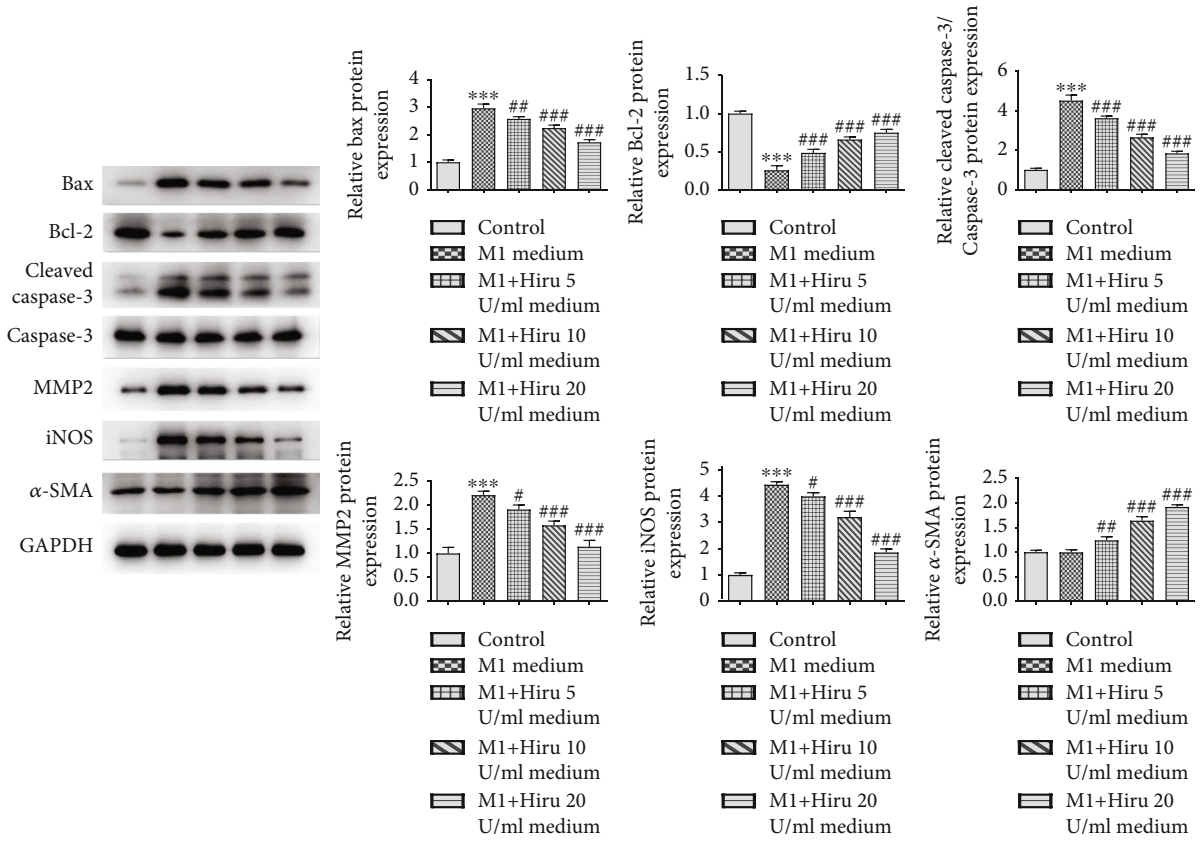 Bax
Bcl-2
Cleaved
caspase-3
Caspase-3
MMP2
iNOS
α-SMA
GAPDH
Relative bax protein
expression
4
3
2
1
0
***
##
###
###
Control
M1 medium
M1+Hiru 5
U/ml medium
M1+Hiru 10
U/ml medium
M1+Hiru 20
U/ml medium
Relative Bcl-2 protein
expression
1.5
1.0
0.5
0.0
***
###
###
###
Control
M1 medium
M1+Hiru 5
U/ml medium
M1+Hiru 10
U/ml medium
M1+Hiru 20
U/ml medium
Relative cleaved caspase-3/
Caspase-3 protein expression
6
4
2
0
***
###
###
###
Control
M1 medium
M1+Hiru 5
U/ml medium
M1+Hiru 10
U/ml medium
M1+Hiru 20
U/ml medium
Relative MMP2 protein
expression
2.5
2.0
1.5
1.0
0.5
0.0
***
#
###
###
Control
M1 medium
M1+Hiru 5
U/ml medium
M1+Hiru 10
U/ml medium
M1+Hiru 20
U/ml medium
Relative iNOS protein
expression
5
4
3
2
1
0
***
#
###
###
Control
M1 medium
M1+Hiru 5
U/ml medium
M1+Hiru 10
U/ml medium
M1+Hiru 20
U/ml medium
Relative α-SMA protein
expression
2.5
2.0
1.5
1.0
0.5
0.0
##
###
###
Control
M1 medium
M1+Hiru 5
U/ml medium
M1+Hiru 10
U/ml medium
M1+Hiru 20
U/ml medium